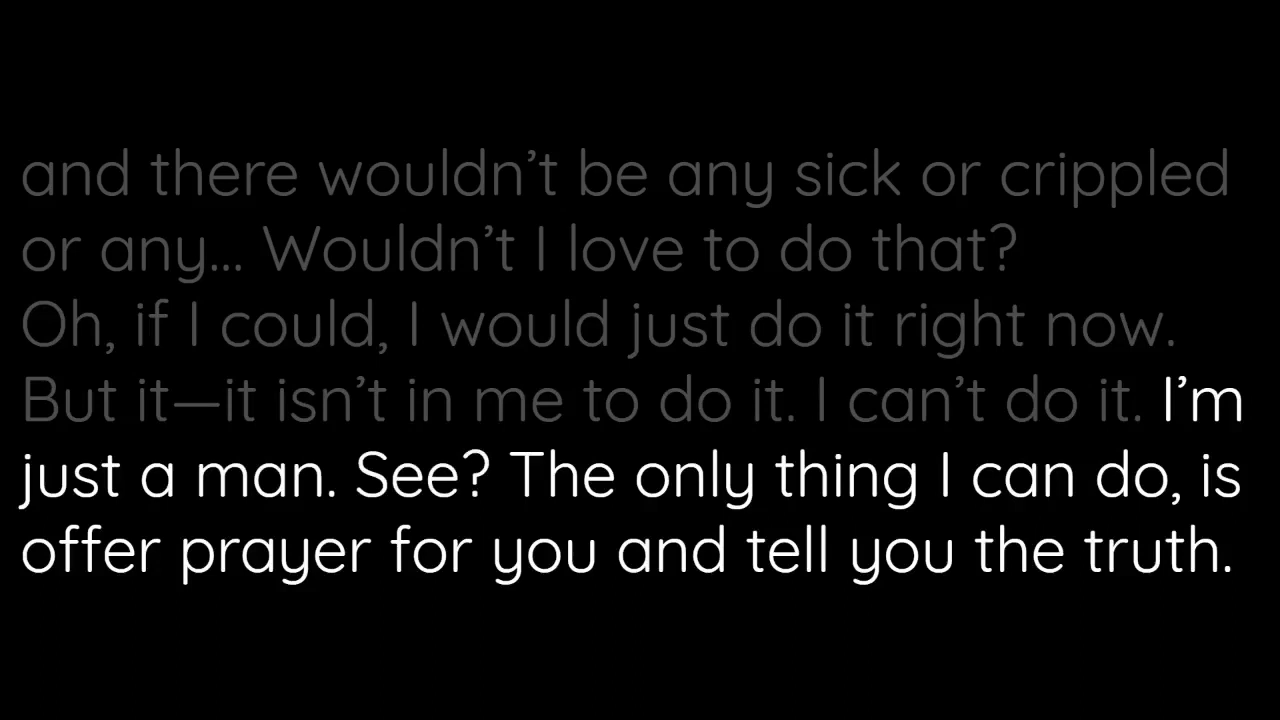 and there wouldn’t be any sick or crippled
or any... Wouldn’t I love to do that?
Oh, if I could, I would just do it right now.
But it—it isn’t in me to do it. I can’t do it. I’m
just a man. See? The only thing I can do, is
offer prayer for you and tell you the truth.